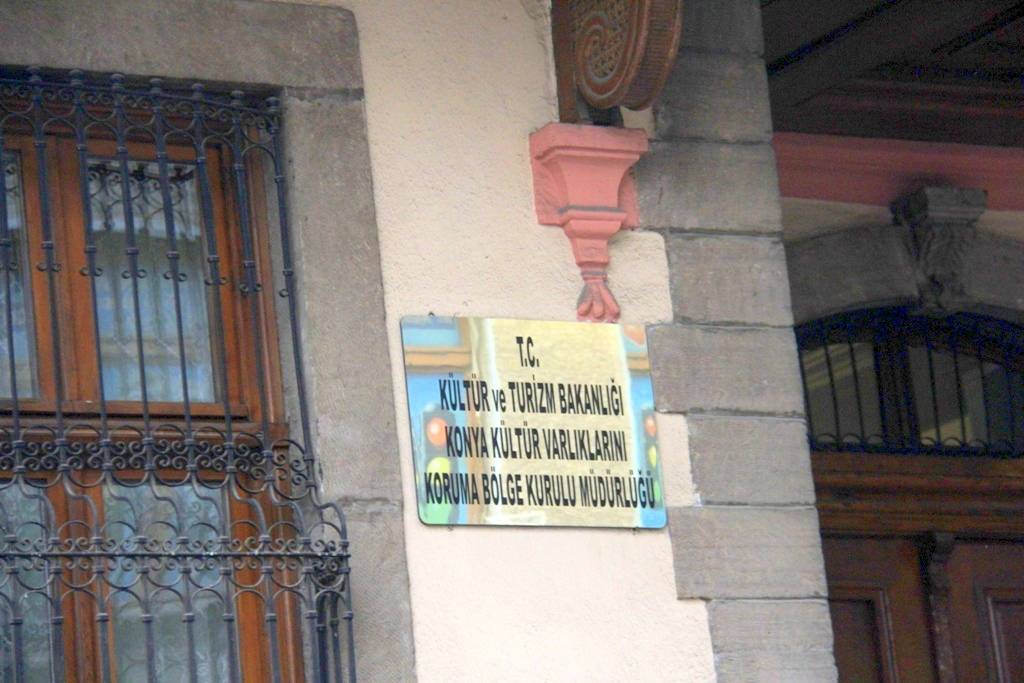 T.C.
KÜLTÜR ve TURİZM BAKANLIĞI
KONYA KÜLTÜR VARLIKLARINI
KORUMA BÖLGE KURULU MÜDÜRLÜĞÜ